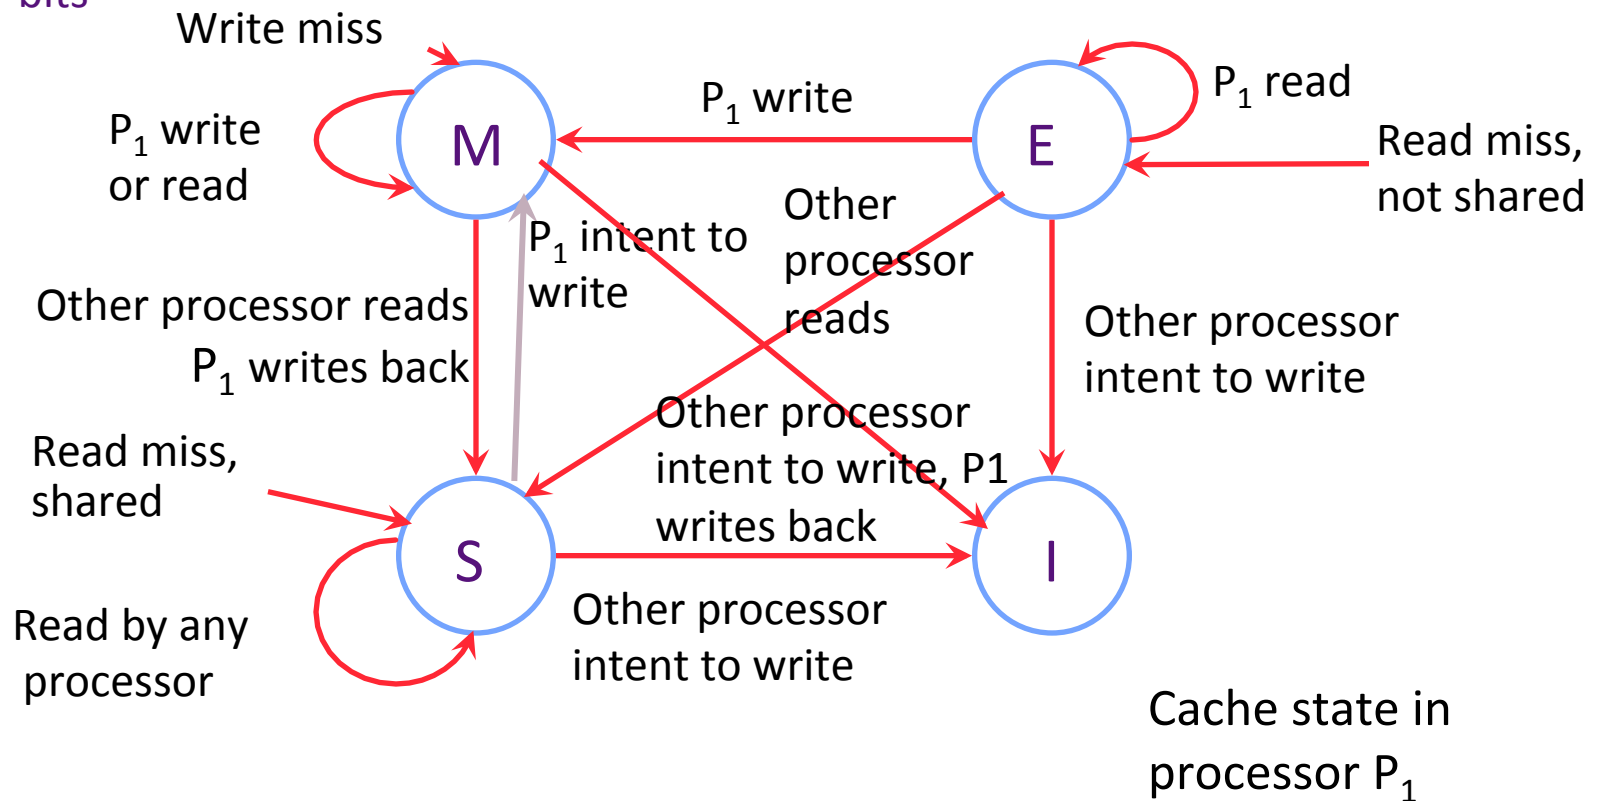 bits
Write miss
P₁ write
or read
M
P₁ write
E
P₁ read
Read miss,
not shared
Other
processor
reads
P₁ intent to
write
Other processor reads
P₁ writes back
Other processor
intent to write
Read miss,
shared
Other processor
intent to write, P1
writes back
S
I
Read by any
processor
Other processor
intent to write
Cache state in
processor P₁